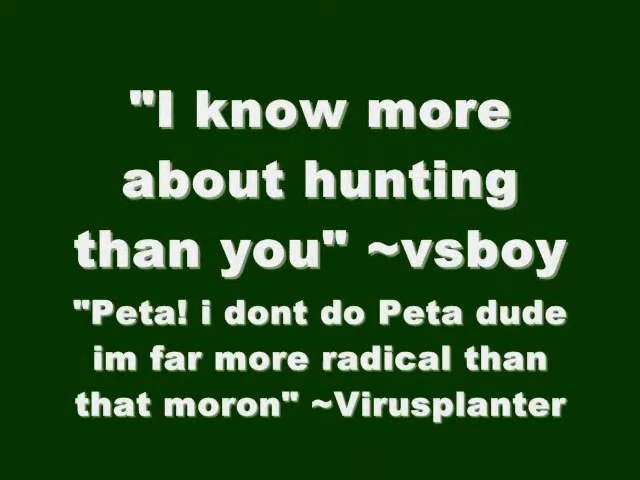 "I know more
about hunting
than you" ~vsboy
"Peta! i dont do Peta dude
im far more radical than
that moron" ~Virusplanter